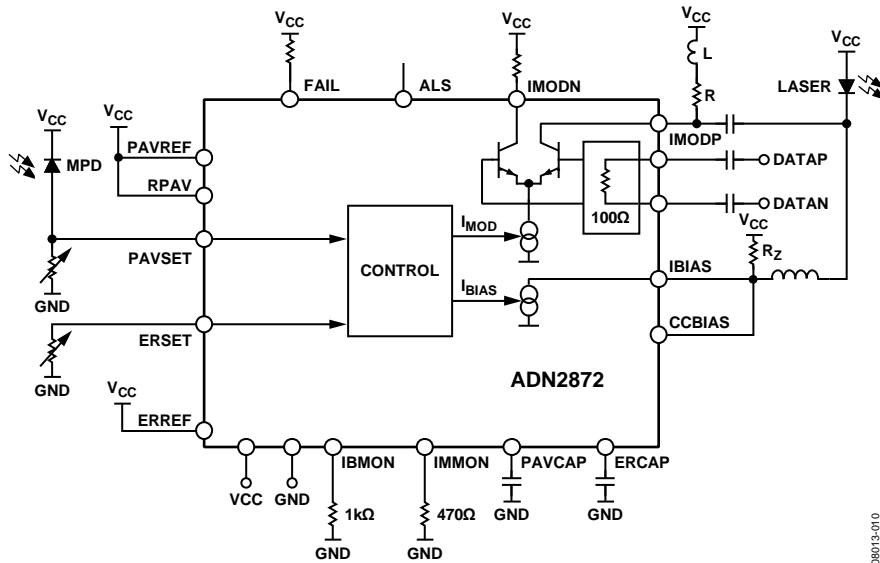 VCC
VCC
VCC
L
VCC
FAIL
ALS
IMODN
R
LASER
VCC
VCC
IMODP
PAVREF
MPD
DATAP
RPAV
100Ω
DATAN
VCC
IMOD
RZ
PAVSET
CONTROL
IBIAS
IBIAS
GND
CCBIAS
ERSET
ADN2872
GND
VCC
ERREF
IBMON
IMMON
PAVCAP
ERCAP
VCC
GND
1kΩ
470Ω
GND
GND
GND
GND
08013-010